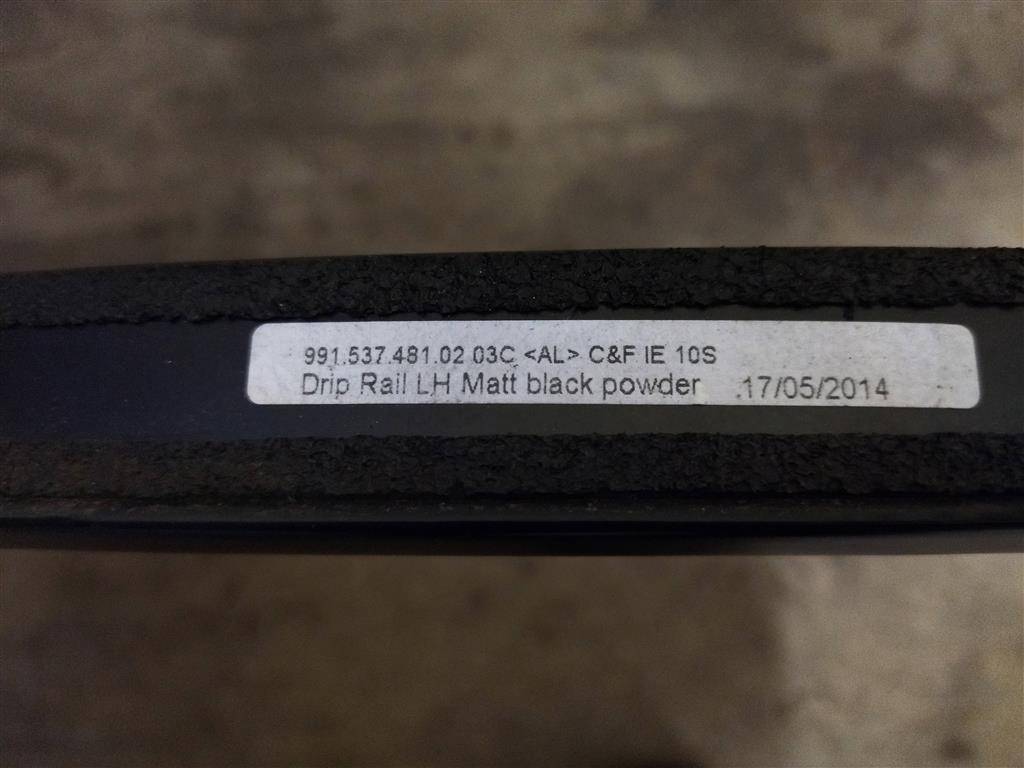 991.537.481.02 03C <AL> C&F IE 10S
Drip Rail LH Matt black powder .17/05/2014